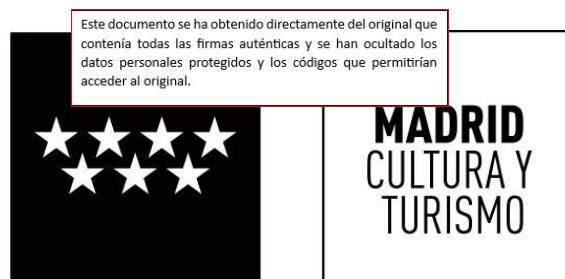 Este documento se ha obtenido directamente del original que
contenía todas las firmas auténticas y se han ocultado los
datos personales protegidos y los códigos que permitirían
acceder al original.
MADRID
CULTURA Y
TURISMO